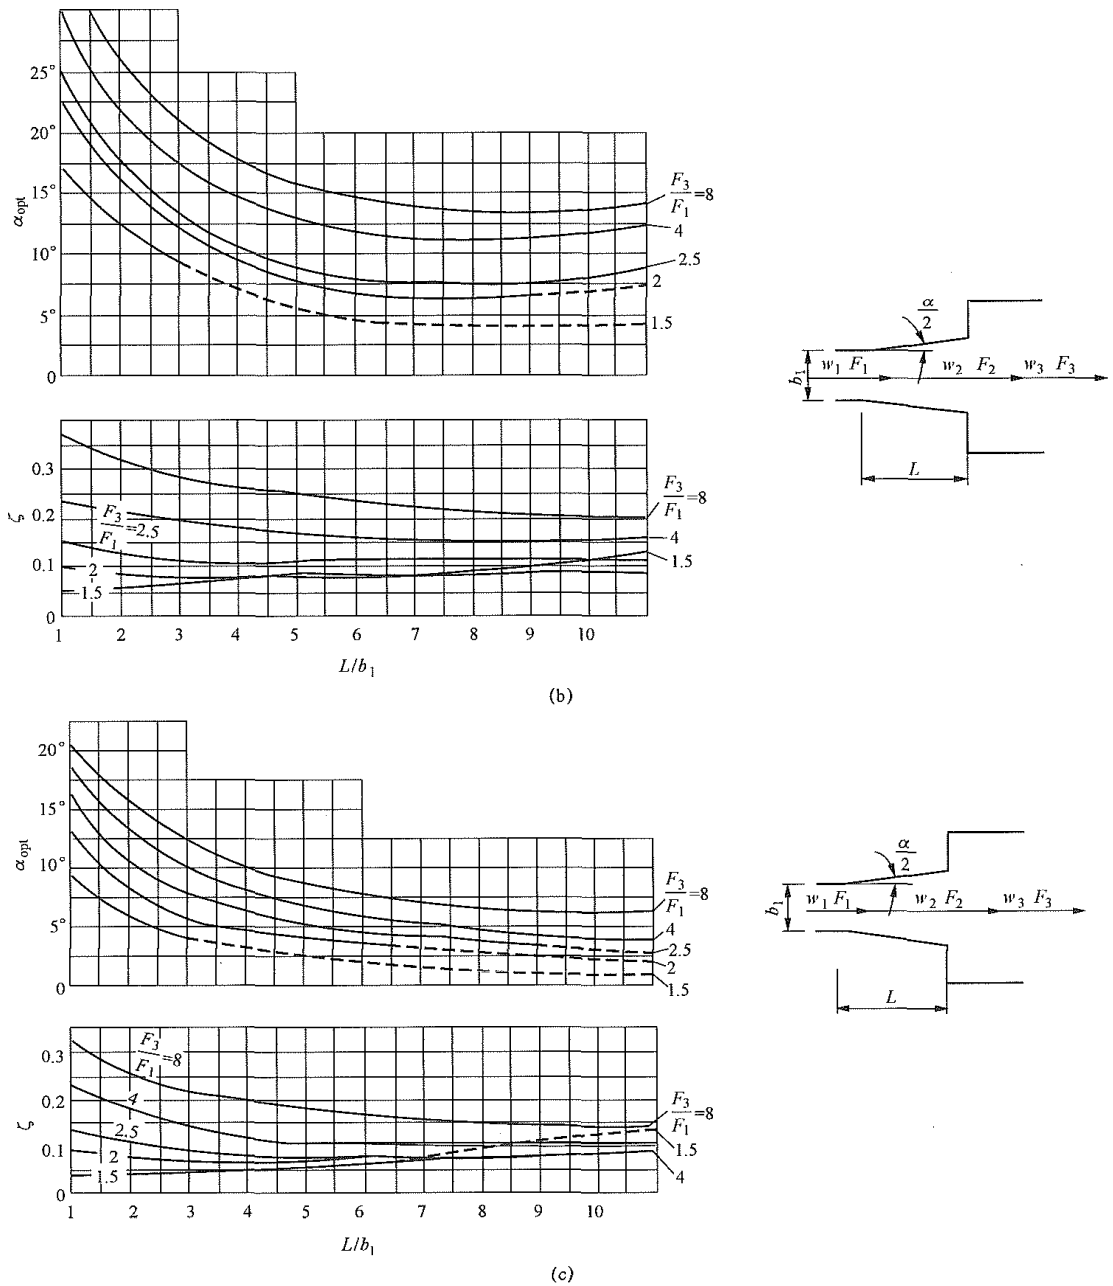 25°
20°
15°
10°
5°
0
α_opt
F₃/F₁=8
4
2.5
2
1.5
α/2
b₁
w₁ F₁ w₂ F₂ w₃ F₃
L
0.3
0.2
0.1
0
ζ
F₃/F₁=2.5
2
1.5
F₃/F₁=8
4
1.5
1 2 3 4 5 6 7 8 9 10
L/b₁
(b)
20°
15°
10°
5°
0
α_opt
F₃/F₁=8
4
2.5
2
1.5
α/2
b₁
w₁ F₁ w₂ F₂ w₃ F₃
L
0.3
0.2
0.1
0
ζ
F₃/F₁=8
4
2.5
2
1.5
F₃/F₁=8
1.5
4
1 2 3 4 5 6 7 8 9 10
L/b₁
(c)